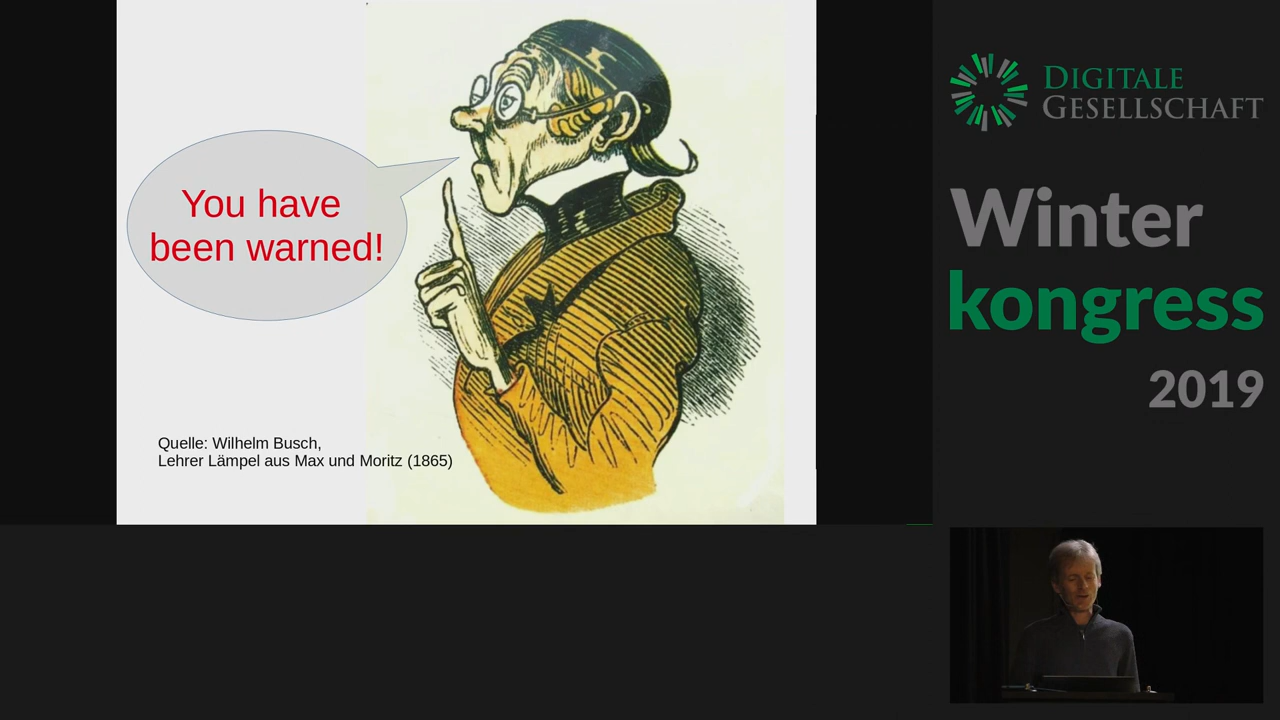 You have
been warned!
Quelle: Wilhelm Busch,
Lehrer Lämpel aus Max und Moritz (1865)
DIGITALE
GESELLSCHAFT
Winter
kongress
2019